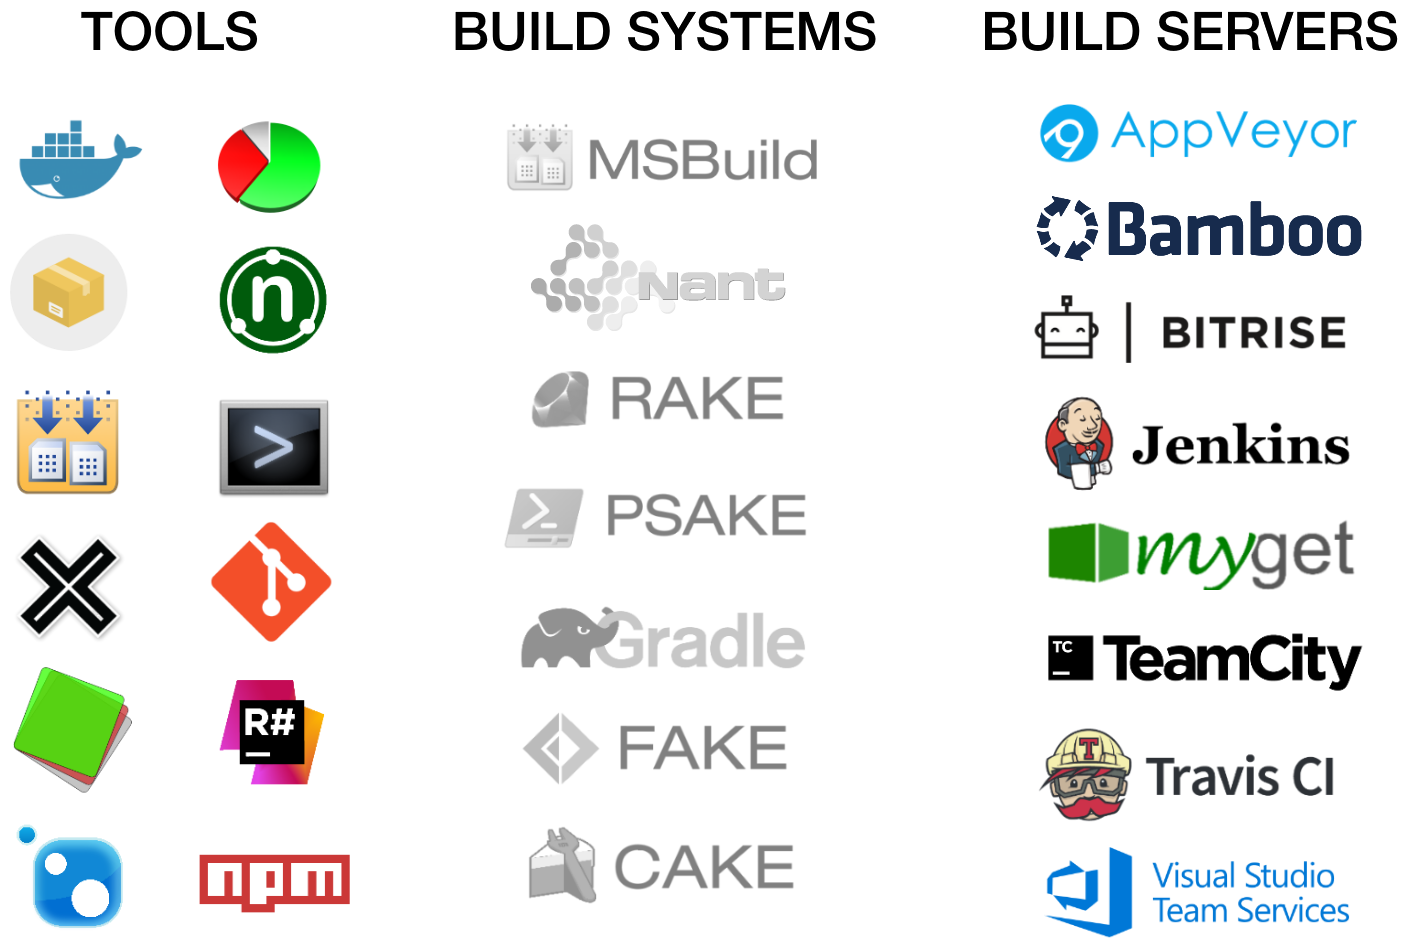 TOOLS
BUILD SYSTEMS
BUILD SERVERS
n
>
R#
npm
MSBuild
Nant
RAKE
PSAKE
Gradle
FAKE
CAKE
AppVeyor
Bamboo
BITRISE
Jenkins
myget
TC
TeamCity
T
Travis CI
Visual Studio
Team Services